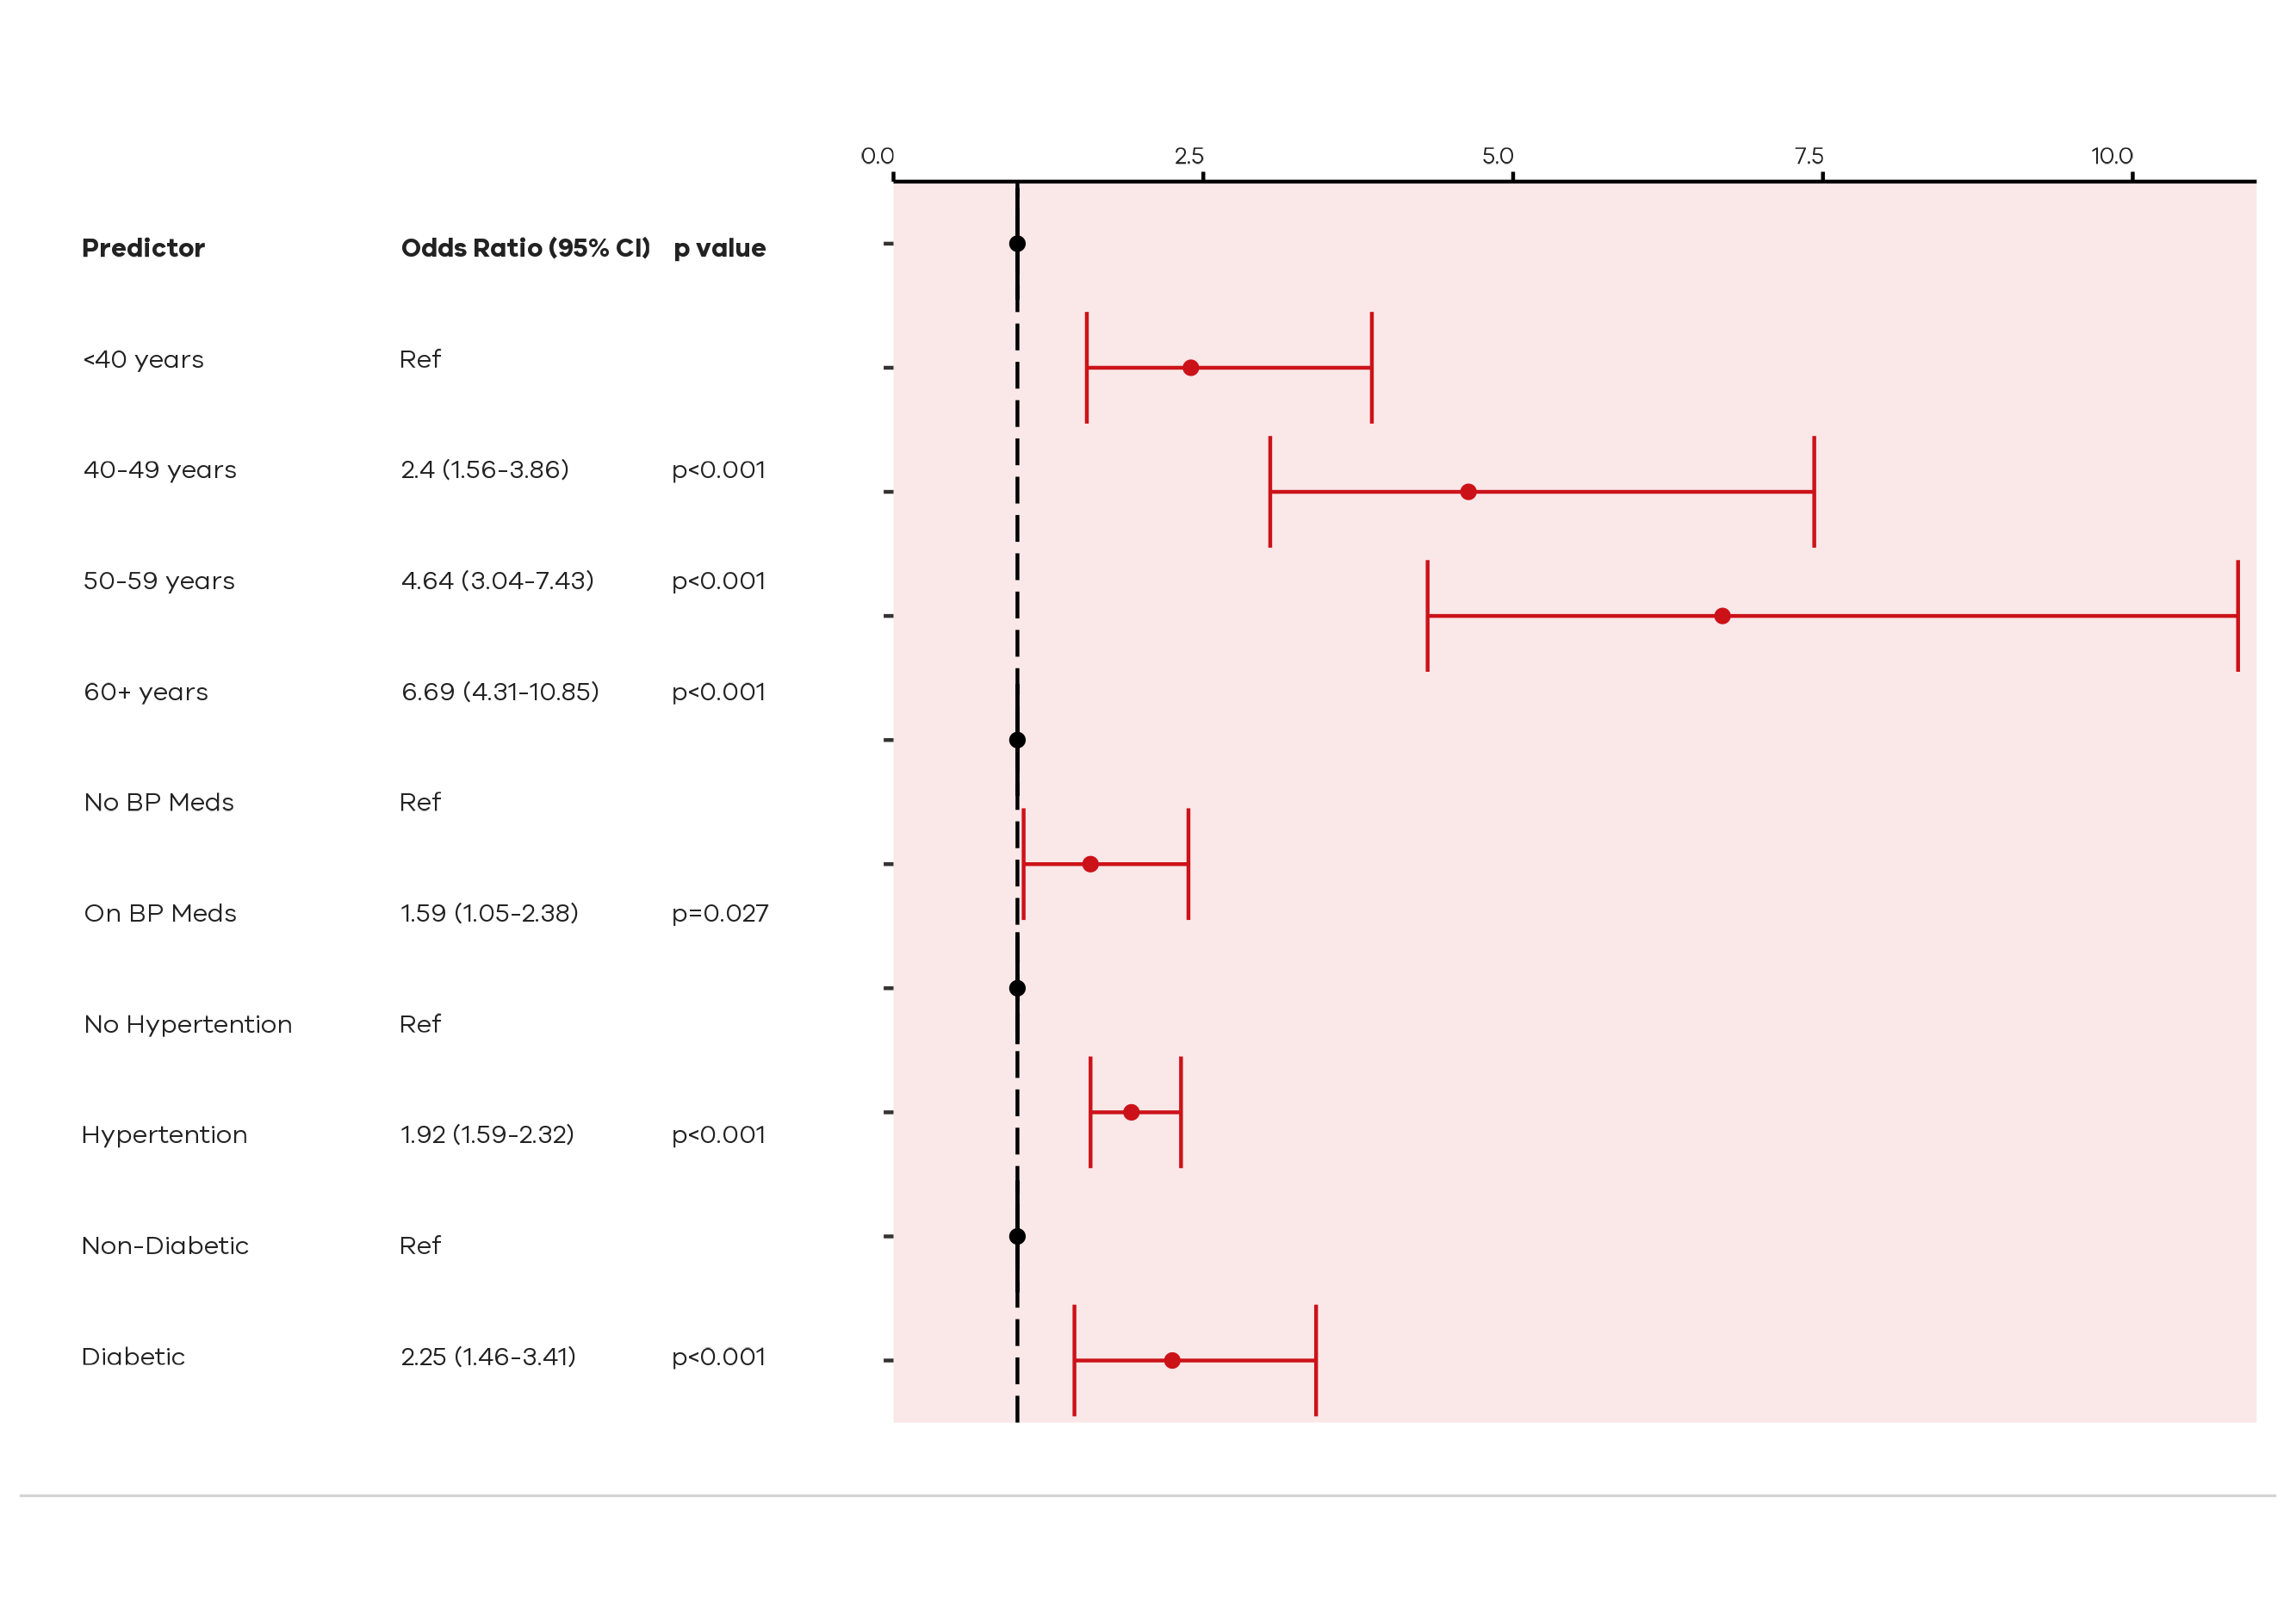 0.0 2.5 5.0 7.5 10.0
Predictor Odds Ratio (95% CI) p value
<40 years Ref
40-49 years 2.4 (1.56-3.86) p<0.001
50-59 years 4.64 (3.04-7.43) p<0.001
60+ years 6.69 (4.31-10.85) p<0.001
No BP Meds Ref
On BP Meds 1.59 (1.05-2.38) p=0.027
No Hypertention Ref
Hypertention 1.92 (1.59-2.32) p<0.001
Non-Diabetic Ref
Diabetic 2.25 (1.46-3.41) p<0.001